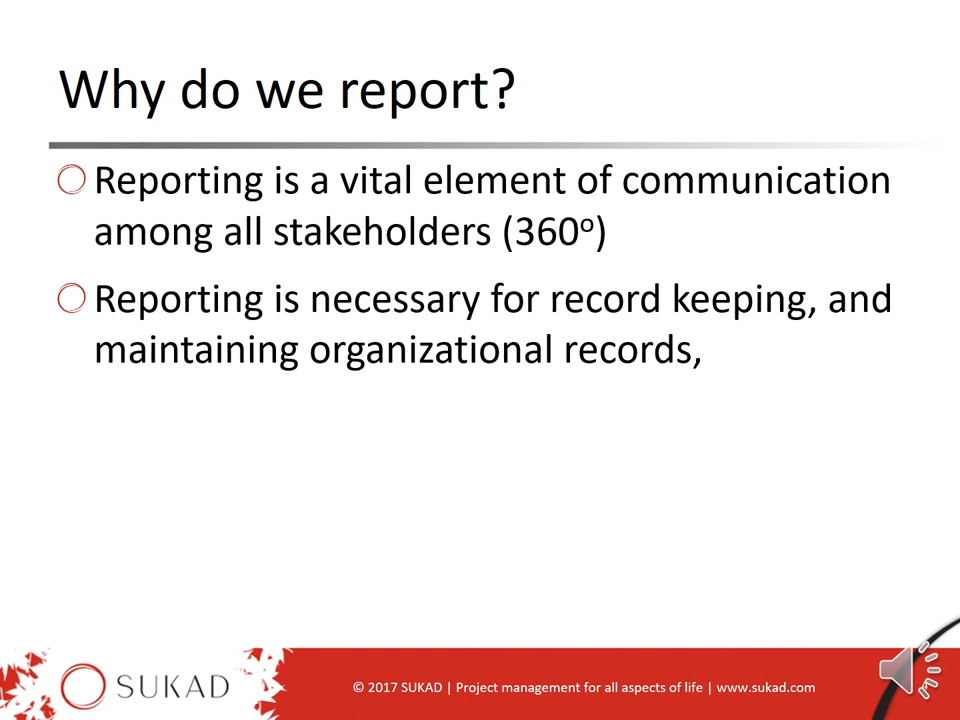 Why do we report?
Reporting is a vital element of communication
among all stakeholders (360º)
Reporting is necessary for record keeping, and
maintaining organizational records,
SUKAD
© 2017 SUKAD | Project management for all aspects of life | www.sukad.com